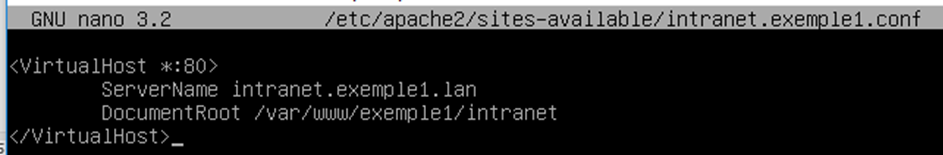 GNU nano 3.2 /etc/apache2/sites-available/intranet.exemple1.conf
<VirtualHost *:80>
ServerName intranet.exemple1.lan
DocumentRoot /var/www/exemple1/intranet
</VirtualHost>_